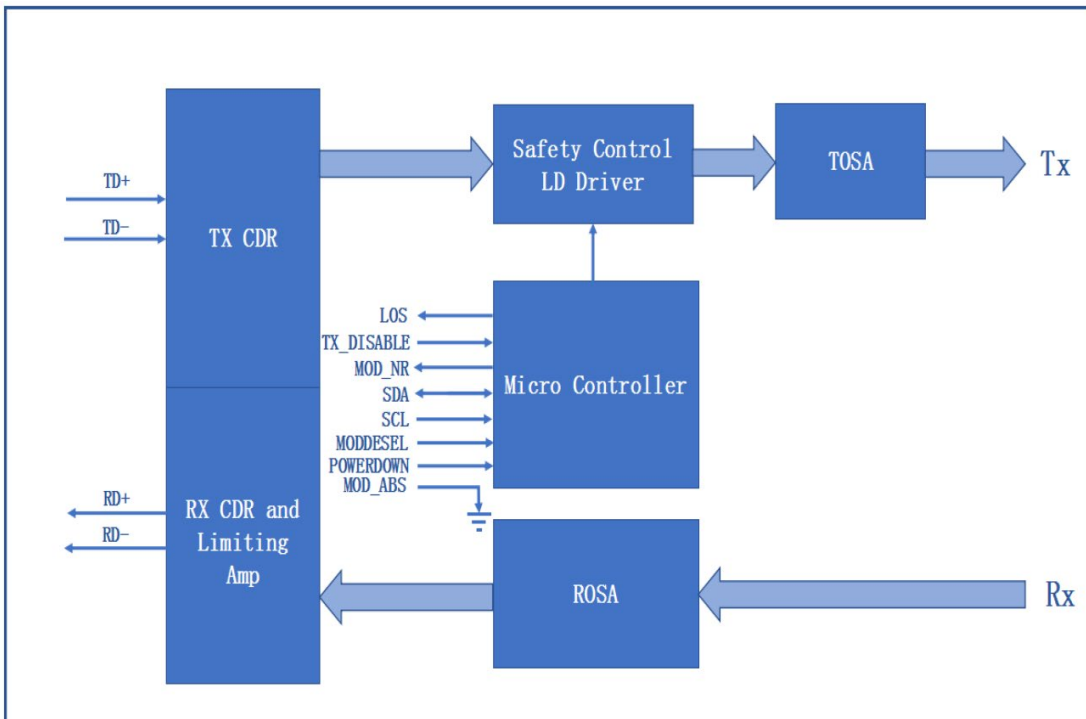 TD+
TD-
TX CDR
Safety Control
LD Driver
TOSA
Tx
LOS
TX_DISABLE
MOD_NR
SDA
SCL
MODDESEL
POWERDOWN
MOD_ABS
Micro Controller
RD+
RD-
RX CDR and
Limiting
Amp
ROSA
Rx